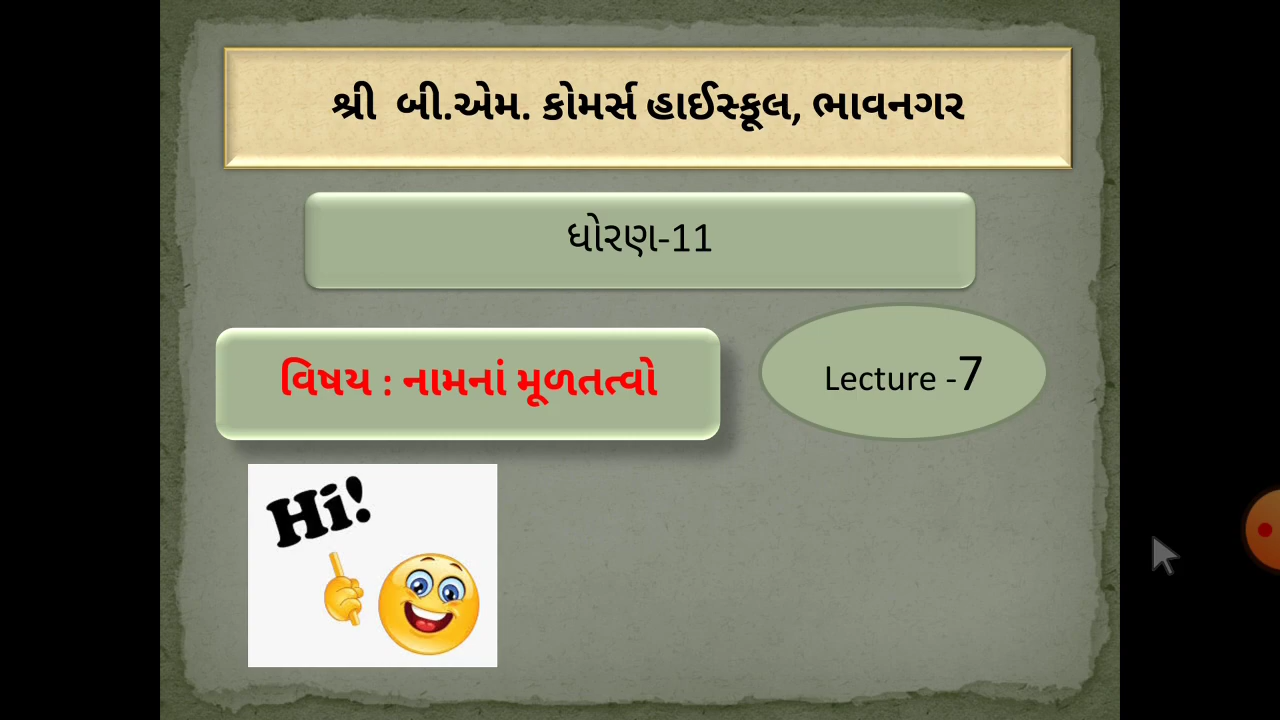 શ્રી બી.એમ. કોમર્સ હાઈસ્કૂલ, ભાવનગર
ધોરણ-11
વિષય : નામનાં મૂળતત્વો
Lecture -7
Hi!